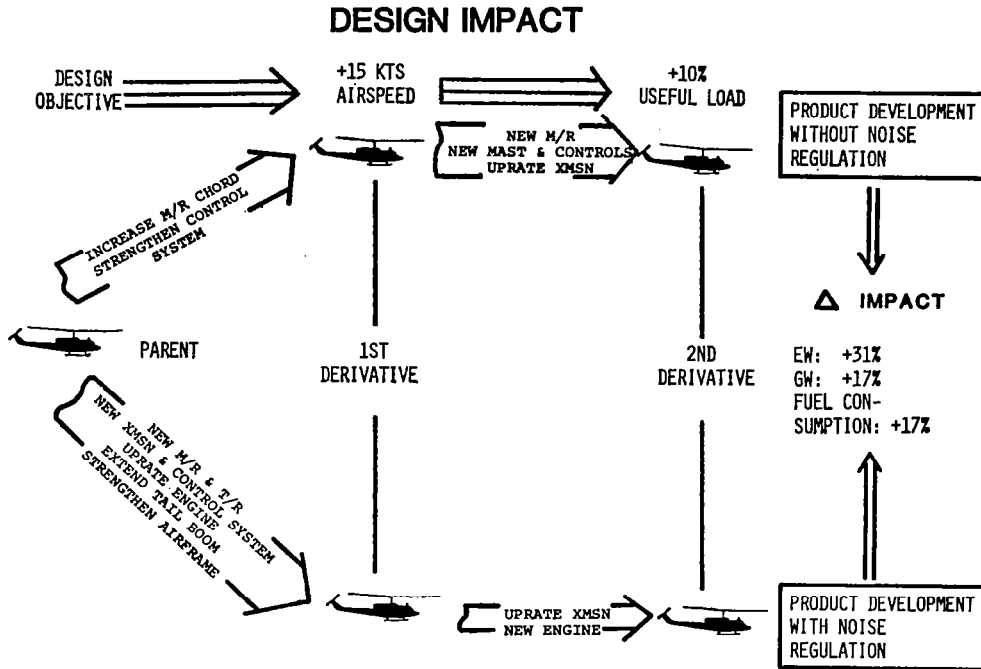 DESIGN IMPACT
DESIGN
OBJECTIVE
+15 KTS
AIRSPEED
+10%
USEFUL LOAD
PRODUCT DEVELOPMENT
WITHOUT NOISE
REGULATION
NEW M/R
NEW MAST & CONTROLS
UPRATE XMSN
INCREASE M/R CHORD
STRENGTHEN CONTROL
SYSTEM
Δ IMPACT
PARENT
1ST
DERIVATIVE
2ND
DERIVATIVE
EW: +31%
GW: +17%
FUEL CON-
SUMPTION: +17%
NEW M/R & T/R
NEW XMSN & CONTROL SYSTEM
UPRATE ENGINE
EXTEND TAIL BOOM
STRENGTHEN AIRFRAME
UPRATE XMSN
NEW ENGINE
PRODUCT DEVELOPMENT
WITH NOISE
REGULATION